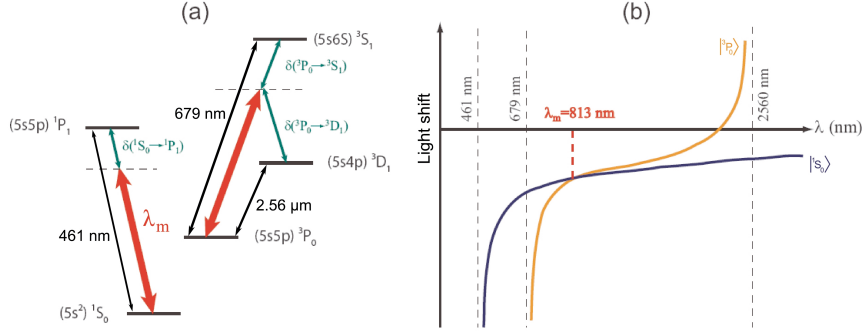 (a)
(5s6S) ³S₁
δ(³P₀→³S₁)
679 nm
(5s5p) ¹P₁
δ(¹S₀→¹P₁)
δ(³P₀→³D₁)
(5s4p) ³D₁
λₘ
2.56 µm
461 nm
(5s5p) ³P₀
(5s²) ¹S₀
(b)
|³P₀⟩
461 nm
679 nm
2560 nm
λₘ=813 nm
λ (nm)
Light shift
|¹S₀⟩